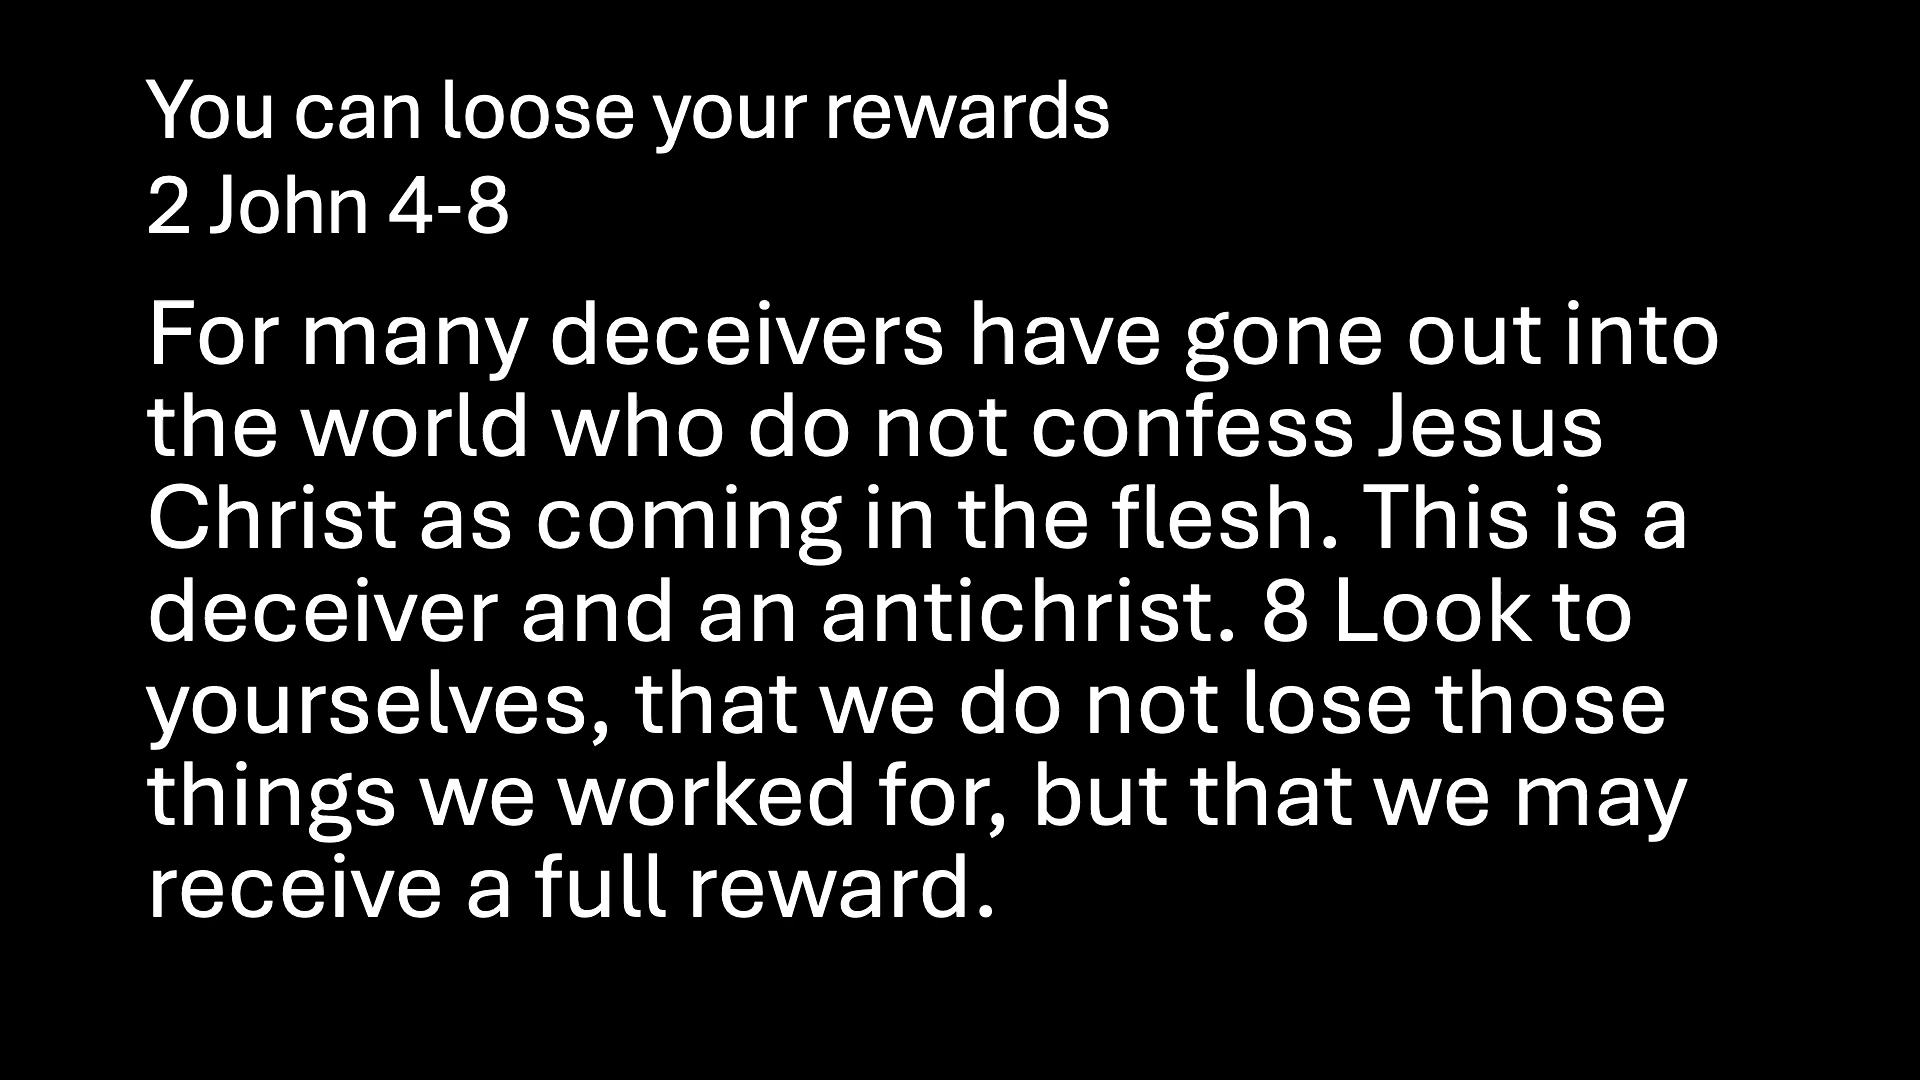 You can loose your rewards
2 John 4-8
For many deceivers have gone out into
the world who do not confess Jesus
Christ as coming in the flesh. This is a
deceiver and an antichrist. 8 Look to
yourselves, that we do not lose those
things we worked for, but that we may
receive a full reward.